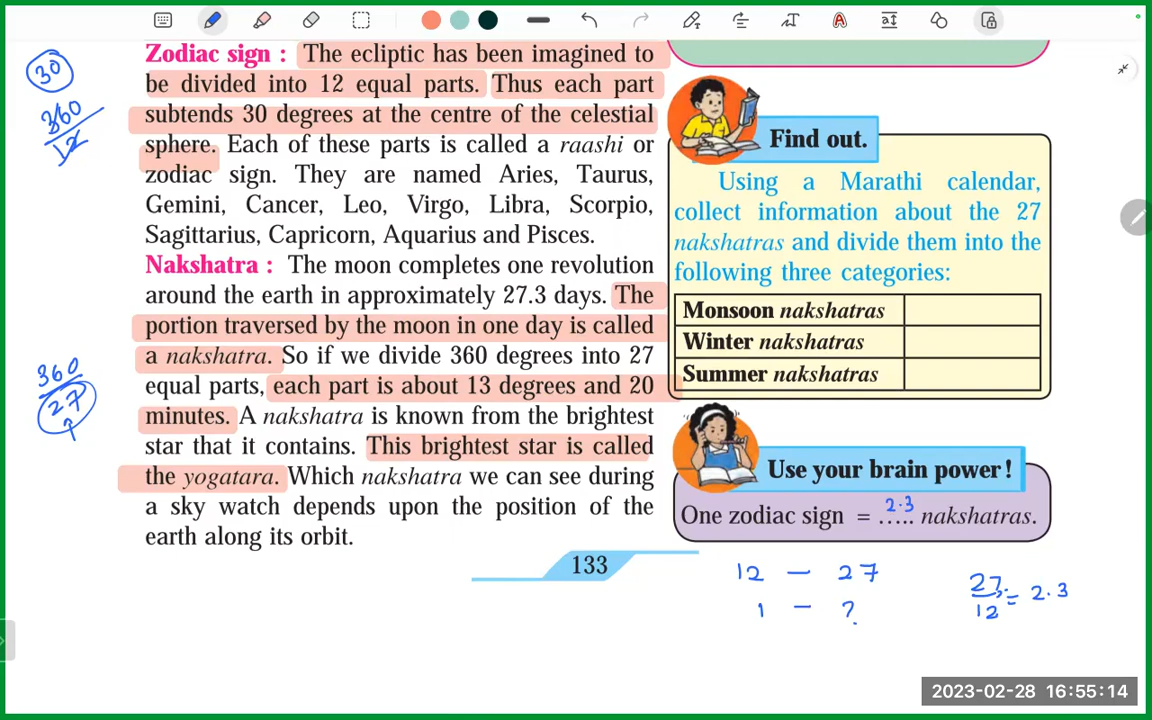 Zodiac sign : The ecliptic has been imagined to
be divided into 12 equal parts. Thus each part
subtends 30 degrees at the centre of the celestial
sphere. Each of these parts is called a raashi or
zodiac sign. They are named Aries, Taurus,
Gemini, Cancer, Leo, Virgo, Libra, Scorpio,
Sagittarius, Capricorn, Aquarius and Pisces.
Nakshatra : The moon completes one revolution
around the earth in approximately 27.3 days. The
portion traversed by the moon in one day is called
a nakshatra. So if we divide 360 degrees into 27
equal parts, each part is about 13 degrees and 20
minutes. A nakshatra is known from the brightest
star that it contains. This brightest star is called
the yogatara. Which nakshatra we can see during
a sky watch depends upon the position of the
earth along its orbit.
30
360
12
360
27
Find out.
Using a Marathi calendar,
collect information about the 27
nakshatras and divide them into the
following three categories:
Monsoon nakshatras
Winter nakshatras
Summer nakshatras
Use your brain power!
2.3
One zodiac sign = ..... nakshatras.
133
12 — 27
1 — ?
27
12 = 2.3
2023-02-28 16:55:14